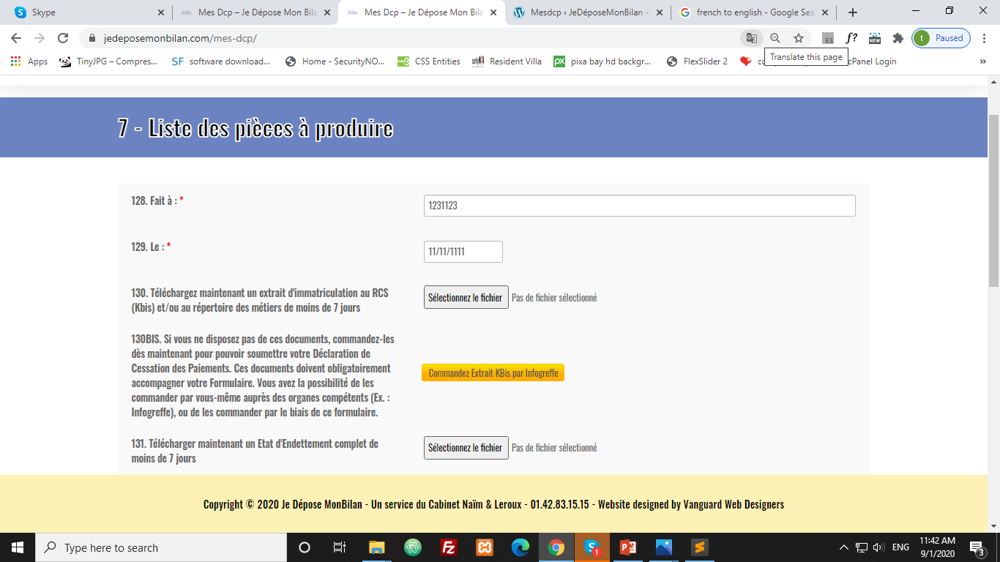 Skype
Mes Dcp – Je Dépose Mon Bila
Mes Dcp – Je Dépose Mon Bila
Mesdcp ‹ JeDéposeMonBilan –
french to english - Google Sea
jedeposemonbilan.com/mes-dcp/
ES
f?
NEW
t
Paused
Translate this page
Apps
TinyJPG – Compres...
SF software download...
Home - SecurityNO...
CSS Entities
Resident Villa
px pixa bay hd backgr...
FlexSlider 2
cPanel Login
»
7 - Liste des pièces à produire
128. Fait à : *
1231123
129. Le : *
11/11/1111
130. Téléchargez maintenant un extrait d'immatriculation au RCS
(Kbis) et/ou au répertoire des métiers de moins de 7 jours
Sélectionnez le fichier Pas de fichier sélectionné
130BIS. Si vous ne disposez pas de ces documents, commandez-les
dès maintenant pour pouvoir soumettre votre Déclaration de
Cessation des Paiements. Ces documents doivent obligatoirement
accompagner votre Formulaire. Vous avez la possibilité de les
commander par vous-même auprès des organes compétents (Ex. :
Infogreffe), ou de les commander par le biais de ce formulaire.
Commandez Extrait KBis par Infogreffe
131. Télécharger maintenant un Etat d'Endettement complet de
moins de 7 jours
Sélectionnez le fichier Pas de fichier sélectionné
Copyright © 2020 Je Dépose MonBilan - Un service du Cabinet Naïm & Leroux - 01.42.83.15.15 - Website designed by Vanguard Web Designers
Type here to search
ENG
11:42 AM
9/1/2020
3